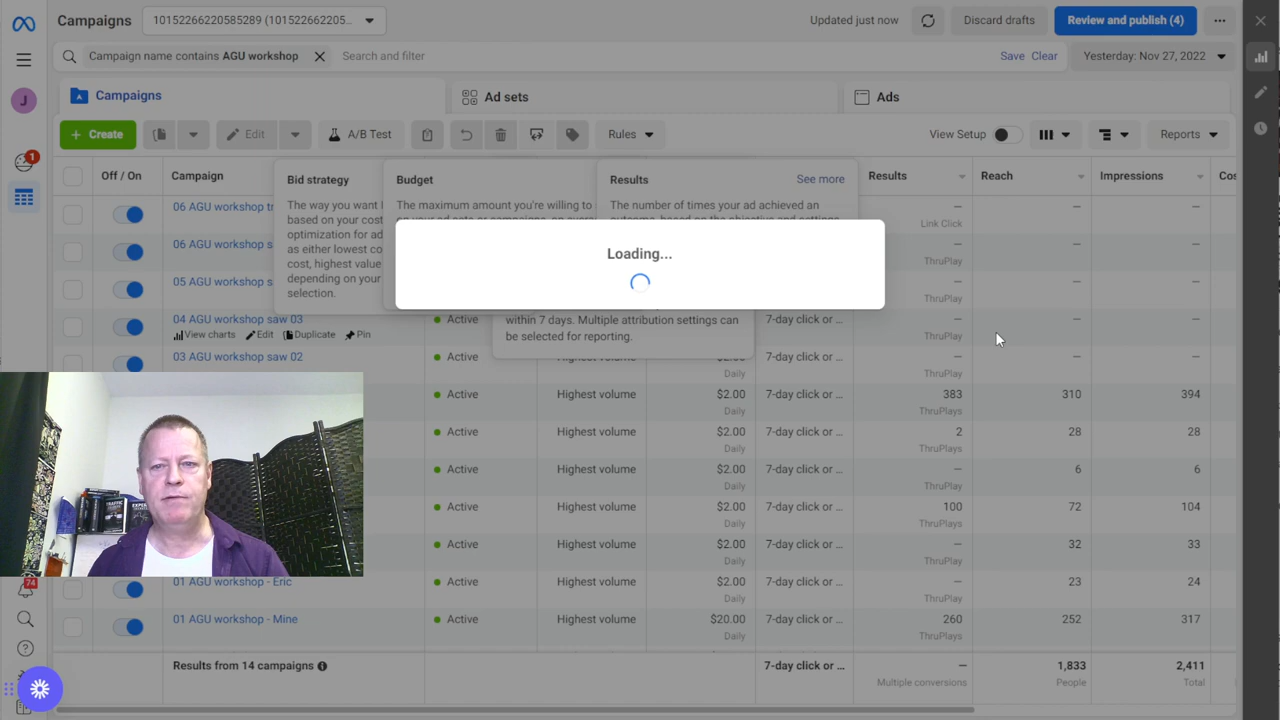 Campaigns
10152266220585289 (101522662205...
Updated just now
Discard drafts
Review and publish (4)
Campaign name contains AGU workshop
Search and filter
Save Clear
Yesterday: Nov 27, 2022
Campaigns
Ad sets
Ads
+ Create
Edit
A/B Test
Rules
View Setup
Reports
J
1
Off / On
Campaign
Bid strategy
The way you want
based on your cost
optimization for ad
as either lowest co
cost, highest value
depending on your
selection.
Budget
The maximum amount you're willing to
Results
See more
The number of times your ad achieved an
Results
Reach
Impressions
Cos
Loading...
within 7 days. Multiple attribution settings can
be selected for reporting.
06 AGU workshop tr
— — —
Link Click
06 AGU workshop s
— — —
ThruPlay
05 AGU workshop s
— — —
ThruPlay
04 AGU workshop saw 03
Active
7-day click or ...
— — —
View charts Edit Duplicate Pin
ThruPlay
03 AGU workshop saw 02
Active
7-day click or ...
— — —
Daily
ThruPlay
Active Highest volume $2.00 7-day click or ... 383 310 394
Daily ThruPlays
Active Highest volume $2.00 7-day click or ... 2 28 28
Daily ThruPlays
Active Highest volume $2.00 7-day click or ... — 6 6
Daily ThruPlay
Active Highest volume $2.00 7-day click or ... 100 72 104
Daily ThruPlays
Active Highest volume $2.00 7-day click or ... — 32 33
Daily ThruPlay
01 AGU workshop - Eric Active Highest volume $2.00 7-day click or ... — 23 24
Daily ThruPlay
01 AGU workshop - Mine Active Highest volume $20.00 7-day click or ... 260 252 317
Daily ThruPlays
74
Results from 14 campaigns 7-day click or ... — 1,833 2,411
Multiple conversions People Total